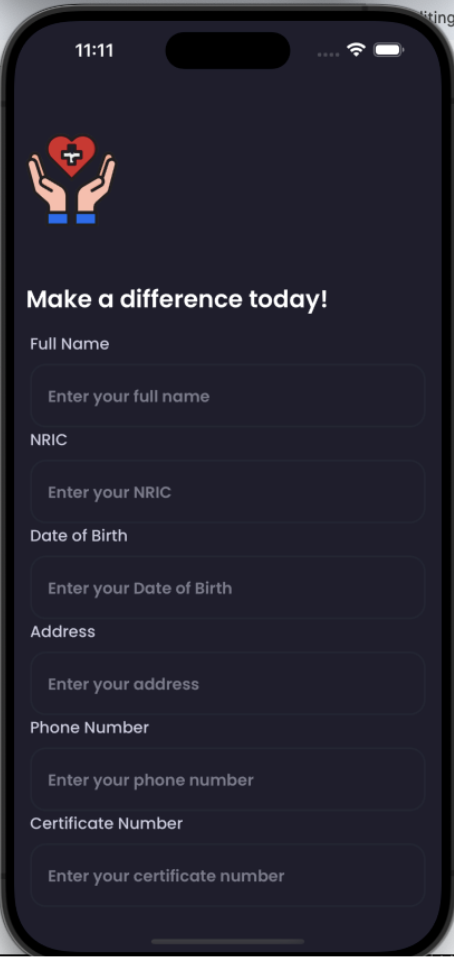 iting
11:11
Make a difference today!
Full Name
Enter your full name
NRIC
Enter your NRIC
Date of Birth
Enter your Date of Birth
Address
Enter your address
Phone Number
Enter your phone number
Certificate Number
Enter your certificate number